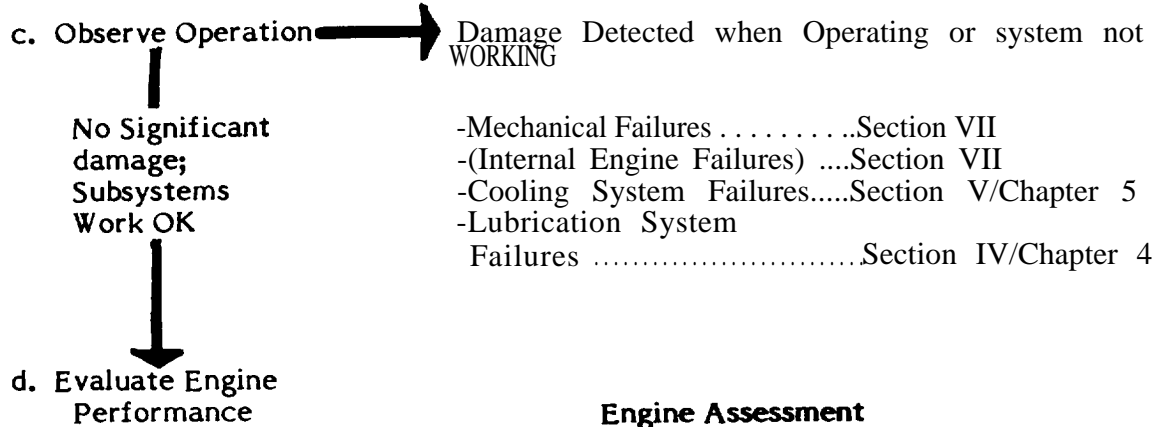 c. Observe Operation Damage Detected when Operating or system not
WORKING
No Significant
damage;
Subsystems
Work OK
-Mechanical Failures . . . . . . . . ..Section VII
-(Internal Engine Failures) ....Section VII
-Cooling System Failures.....Section V/Chapter 5
-Lubrication System
Failures ............................Section IV/Chapter 4
d. Evaluate Engine
Performance
Engine Assessment